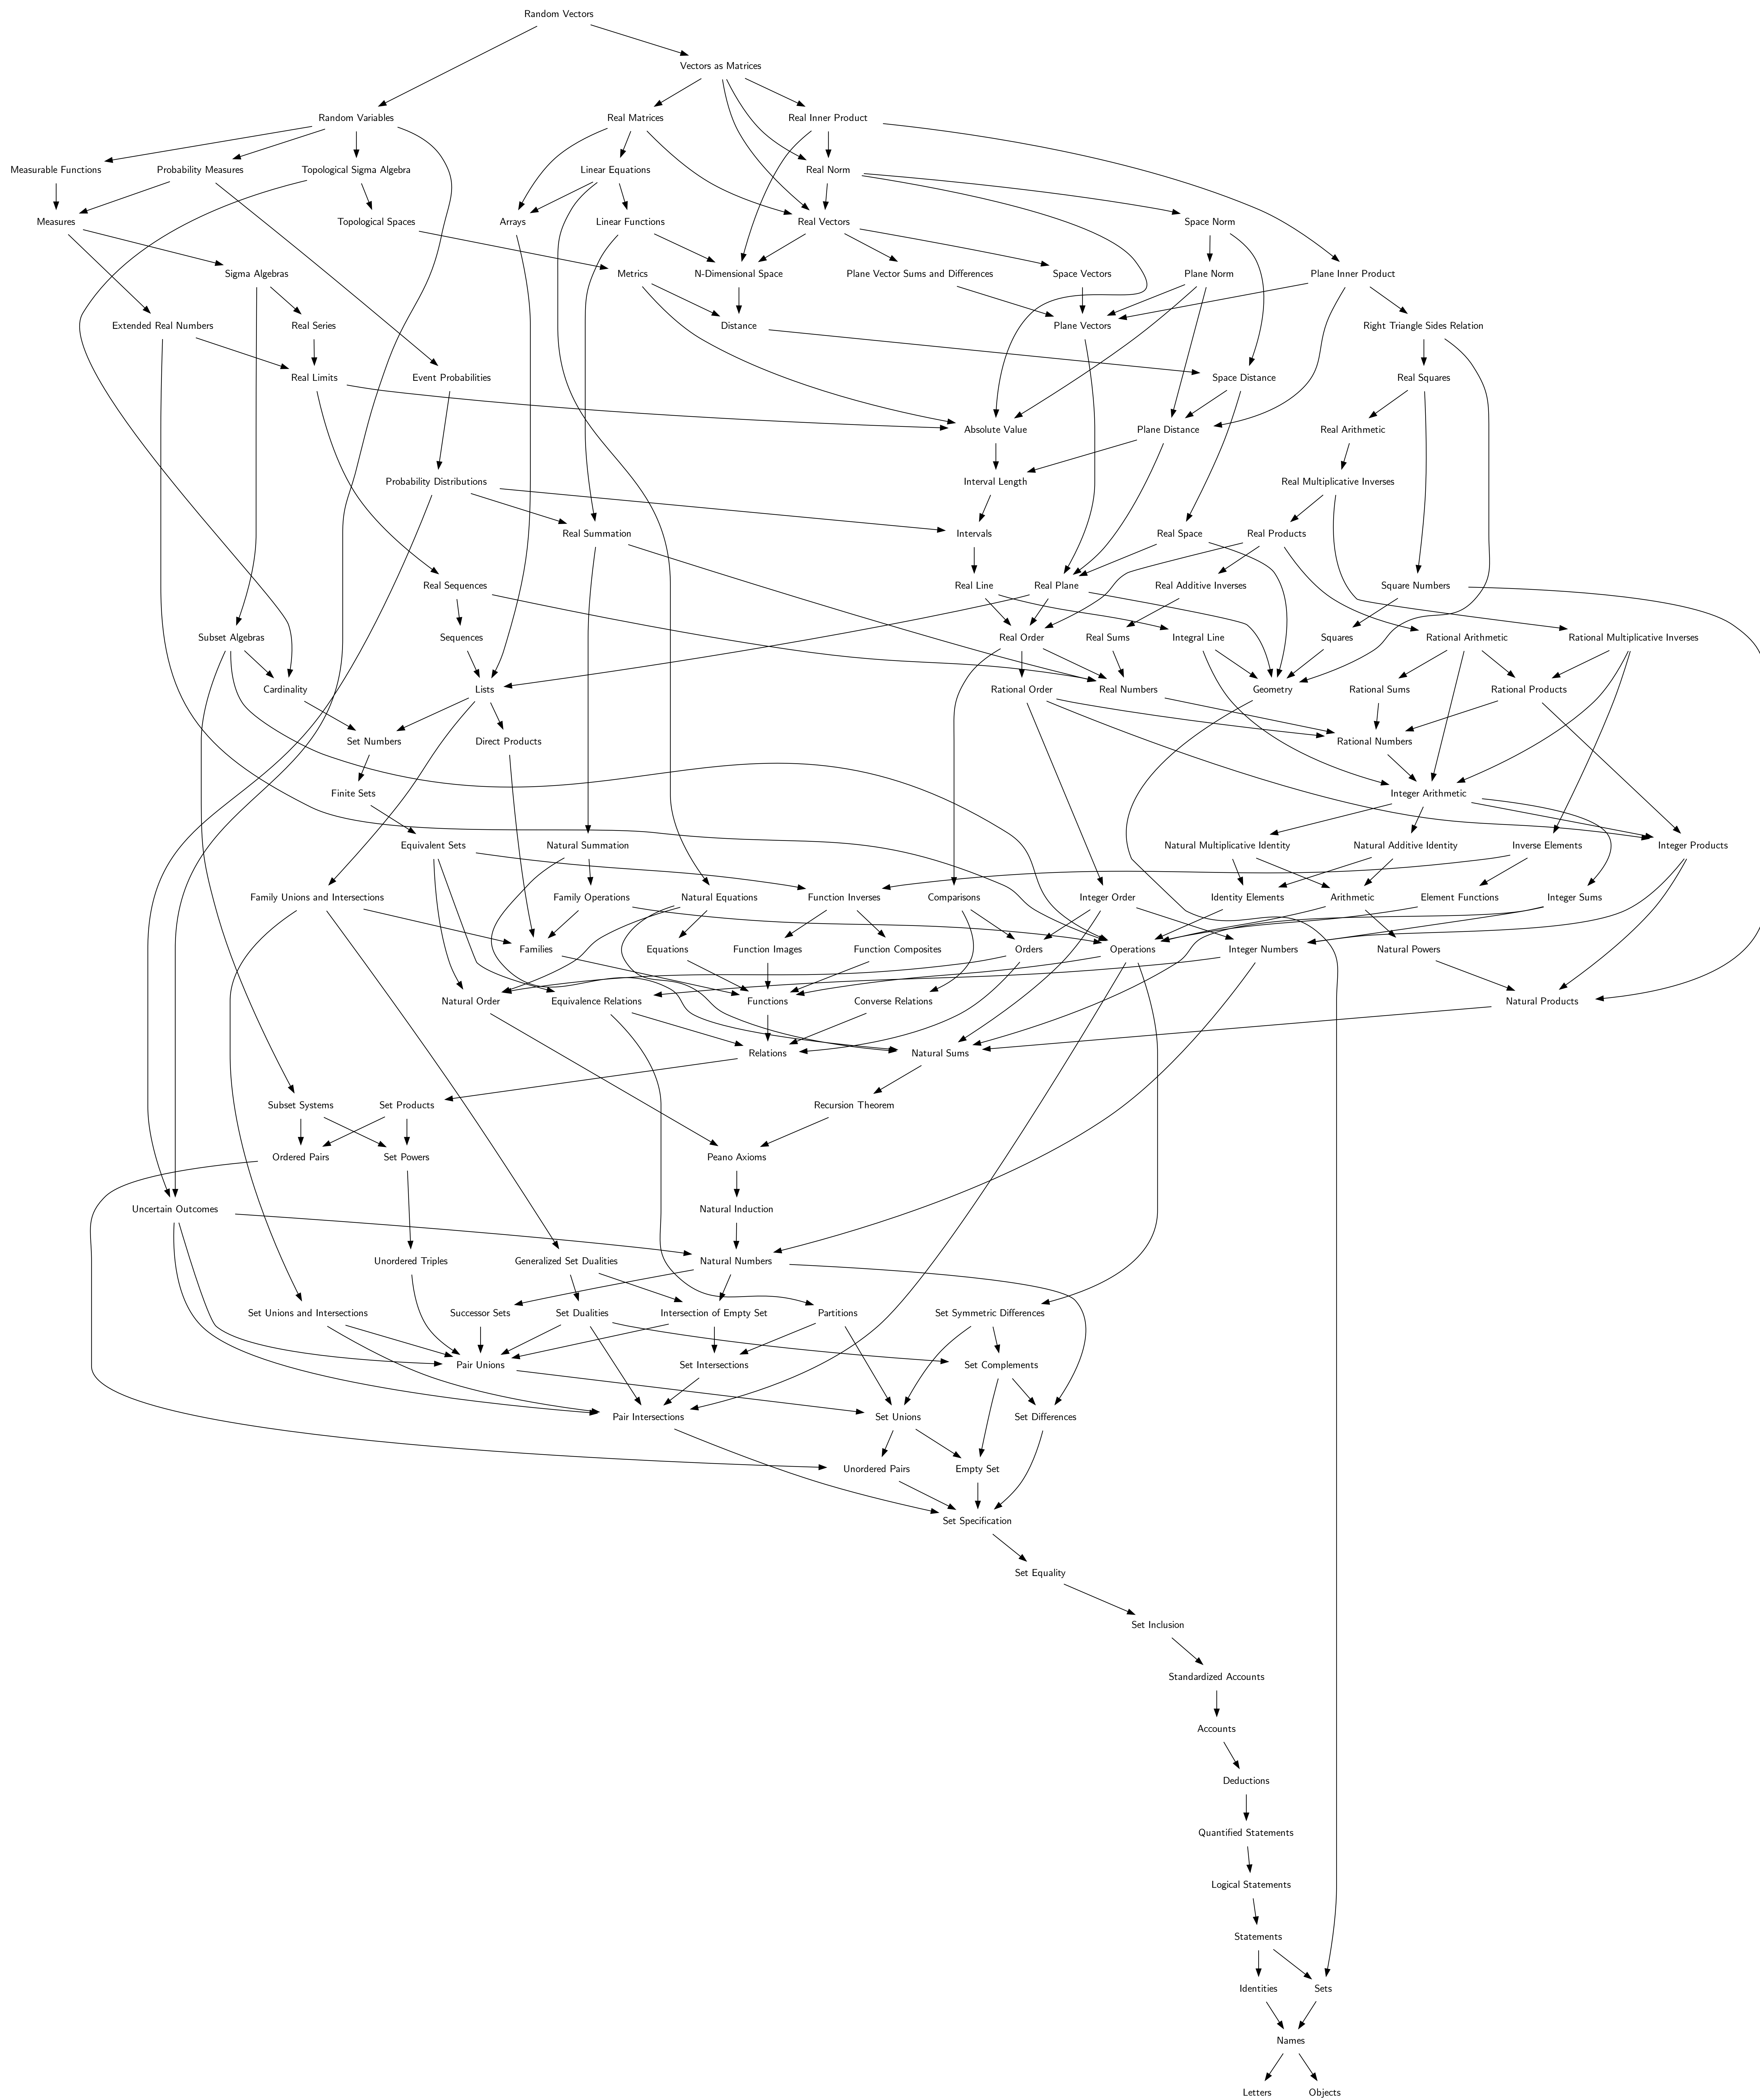 Random Vectors
Vectors as Matrices
Random Variables
Real Matrices
Real Inner Product
Measurable Functions
Probability Measures
Topological Sigma Algebra
Linear Equations
Real Norm
Measures
Topological Spaces
Arrays
Linear Functions
Real Vectors
Space Norm
Sigma Algebras
Metrics
N-Dimensional Space
Plane Vector Sums and Differences
Space Vectors
Plane Norm
Plane Inner Product
Extended Real Numbers
Real Series
Distance
Plane Vectors
Right Triangle Sides Relation
Real Limits
Event Probabilities
Space Distance
Real Squares
Absolute Value
Plane Distance
Real Arithmetic
Probability Distributions
Interval Length
Real Multiplicative Inverses
Real Summation
Intervals
Real Space
Real Products
Real Sequences
Real Line
Real Plane
Real Additive Inverses
Square Numbers
Subset Algebras
Sequences
Real Order
Real Sums
Integral Line
Squares
Rational Arithmetic
Rational Multiplicative Inverses
Cardinality
Lists
Rational Order
Real Numbers
Geometry
Rational Sums
Rational Products
Set Numbers
Direct Products
Rational Numbers
Finite Sets
Integer Arithmetic
Equivalent Sets
Natural Summation
Natural Multiplicative Identity
Natural Additive Identity
Inverse Elements
Integer Products
Family Unions and Intersections
Family Operations
Natural Equations
Function Inverses
Comparisons
Integer Order
Identity Elements
Arithmetic
Element Functions
Integer Sums
Families
Equations
Function Images
Function Composites
Orders
Operations
Integer Numbers
Natural Powers
Natural Order
Equivalence Relations
Functions
Converse Relations
Natural Products
Relations
Natural Sums
Subset Systems
Set Products
Recursion Theorem
Ordered Pairs
Set Powers
Peano Axioms
Uncertain Outcomes
Natural Induction
Unordered Triples
Generalized Set Dualities
Natural Numbers
Set Unions and Intersections
Successor Sets
Set Dualities
Intersection of Empty Set
Partitions
Set Symmetric Differences
Pair Unions
Set Intersections
Set Complements
Pair Intersections
Set Unions
Set Differences
Unordered Pairs
Empty Set
Set Specification
Set Equality
Set Inclusion
Standardized Accounts
Accounts
Deductions
Quantified Statements
Logical Statements
Statements
Identities
Sets
Names
Letters
Objects